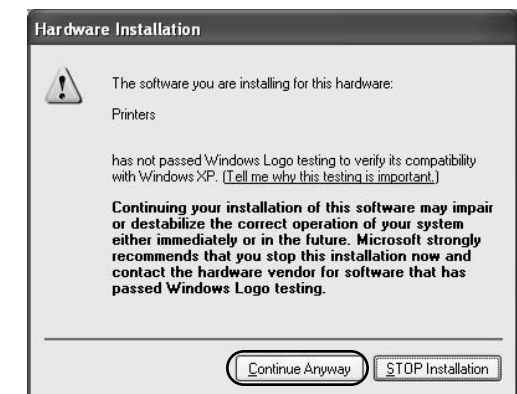 Hardware Installation
The software you are installing for this hardware:
Printers
has not passed Windows Logo testing to verify its compatibility
with Windows XP. (Tell me why this testing is important.)
Continuing your installation of this software may impair
or destabilize the correct operation of your system
either immediately or in the future. Microsoft strongly
recommends that you stop this installation now and
contact the hardware vendor for software that has
passed Windows Logo testing.
Continue Anyway
STOP Installation